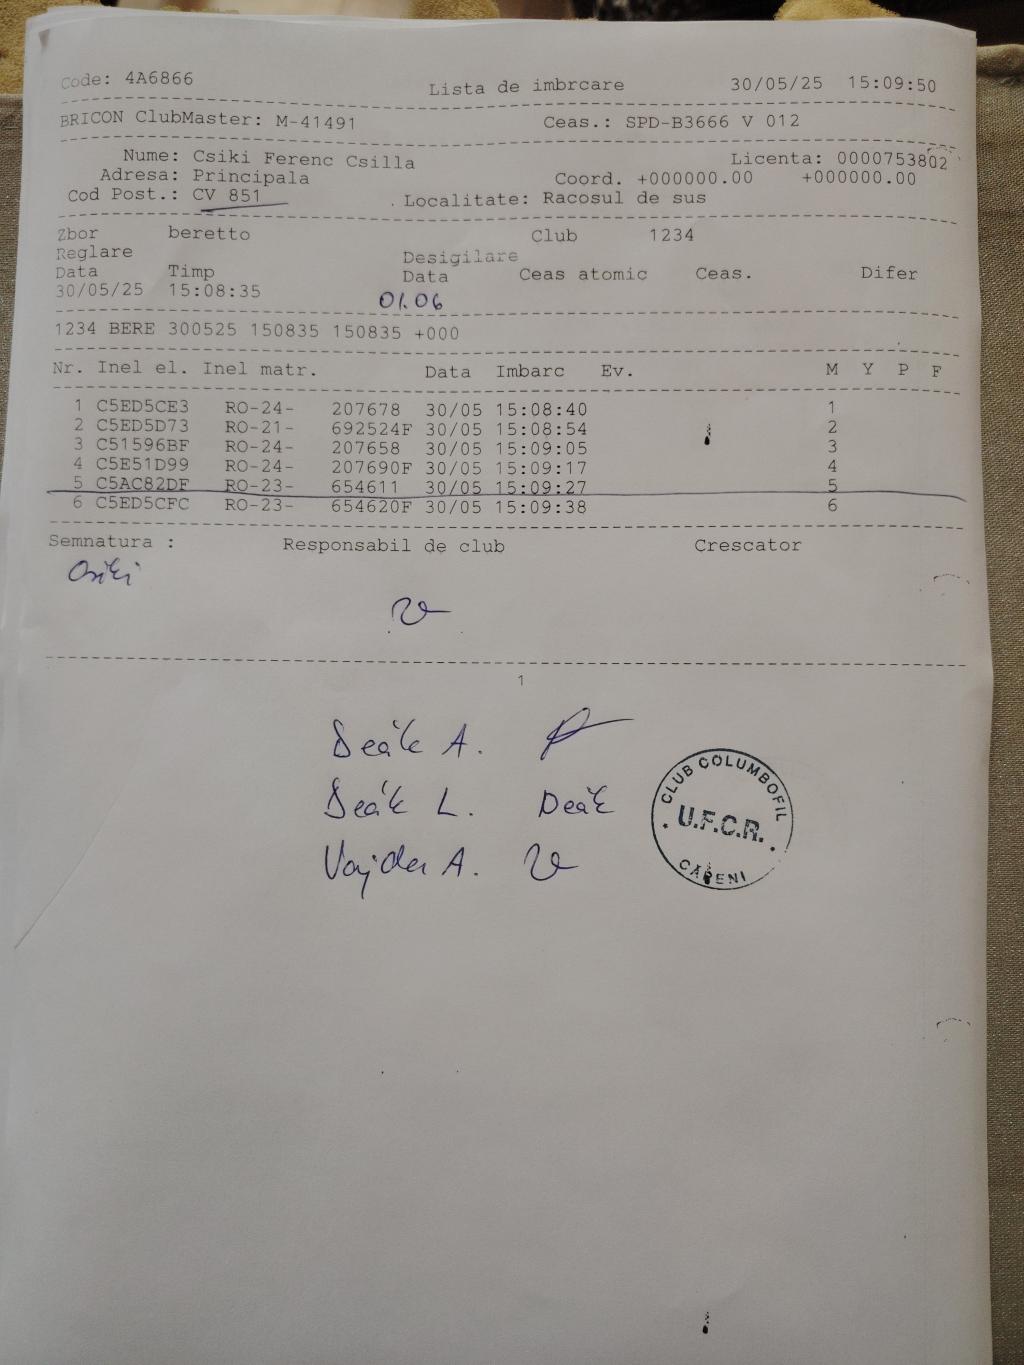 Code: 4A6866 Lista de imbrcare 30/05/25 15:09:50
BRICON ClubMaster: M-41491 Ceas.: SPD-B3666 V 012
Nume: Csiki Ferenc Csilla Licenta: 0000753802
Adresa: Principala Coord. +000000.00 +000000.00
Cod Post.: CV 851 Localitate: Racosul de sus
Zbor beretto Club 1234
Reglare Desigilare
Data Timp Data Ceas atomic Ceas. Difer
30/05/25 15:08:35 01.06
1234 BERE 300525 150835 150835 +000
Nr. Inel el. Inel matr. Data Imbarc Ev. M Y P F
1 C5ED5CE3 RO-24- 207678 30/05 15:08:40 1
2 C5ED5D73 RO-21- 692524F 30/05 15:08:54 2
3 C51596BF RO-24- 207658 30/05 15:09:05 3
4 C5E51D99 RO-24- 207690F 30/05 15:09:17 4
5 C5AC82DF RO-23- 654611 30/05 15:09:27 5
6 C5ED5CFC RO-23- 654620F 30/05 15:09:38 6
Semnatura : Responsabil de club Crescator
Csiki
1
Deák A.
Deák L. Deák
Vajda A.
CLUB COLUMBOFIL
U.F.C.R.
CĂPENI